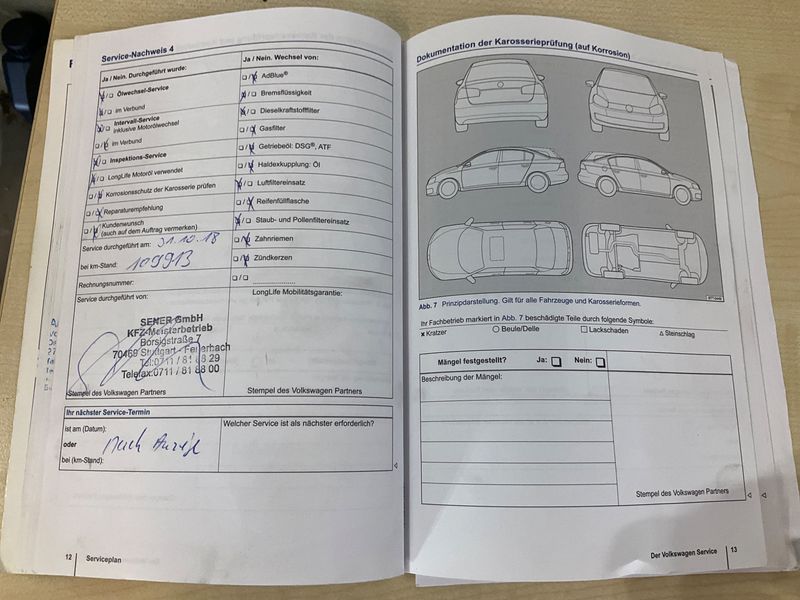 Service-Nachweis 4
Ja / Nein. Durchgeführt wurde:
Ölwechsel-Service
im Verbund
Intervall-Service
inklusive Motorölwechsel
im Verbund
Inspektions-Service
LongLife Motoröl verwendet
Korrosionsschutz der Karosserie prüfen
Reparaturempfehlung
Kundenwunsch
(auch auf dem Auftrag vermerken)
Service durchgeführt am: 31.10.18
bei km-Stand: 109913
Rechnungsnummer:
Service durchgeführt von:
SENER GmbH
KFZ-Meisterbetrieb
Borsigstraße 7
70469 Stuttgart - Feuerbach
Tel:0711 / 81 88 29
Telefax:0711 / 81 88 00
Stempel des Volkswagen Partners
Ja / Nein. Wechsel von:
AdBlue®
Bremsflüssigkeit
Dieselkraftstofffilter
Gasfilter
Getriebeöl: DSG®, ATF
Haldexkupplung: Öl
Luftfiltereinsatz
Reifenfüllflasche
Staub- und Pollenfiltereinsatz
Zahnriemen
Zündkerzen
LongLife Mobilitätsgarantie:
Stempel des Volkswagen Partners
Ihr nächster Service-Termin
ist am (Datum):
oder
bei (km-Stand):
Nach Anzeige
Welcher Service ist als nächster erforderlich?
12 Serviceplan
Dokumentation der Karosserieprüfung (auf Korrosion)
Abb. 7 Prinzipdarstellung. Gilt für alle Fahrzeuge und Karosserieformen.
Ihr Fachbetrieb markiert in Abb. 7 beschädigte Teile durch folgende Symbole:
× Kratzer ○ Beule/Delle □ Lackschaden △ Steinschlag
Mängel festgestellt? Ja: □ Nein: □
Beschreibung der Mängel:
Stempel des Volkswagen Partners
Der Volkswagen Service 13